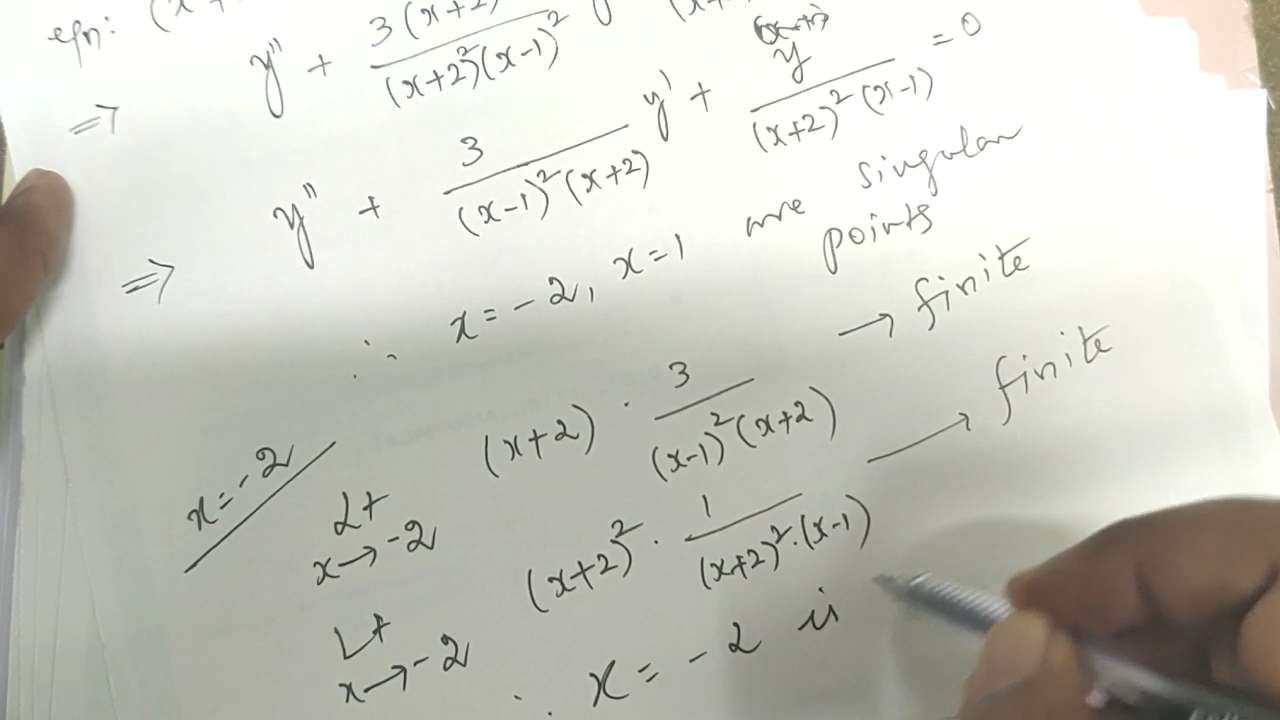 eqn:
⇒ y'' + 3(x+2)/(x+2)²(x-1)²
⇒ y'' + 3/(x-1)²(x+2) y' + y/(x+2)²(x-1) = 0
∴ x = -2, x = 1 are singular points
x = -2
Lt x→-2 (x+2) · 3/(x-1)²(x+2) → finite
Lt x→-2 (x+2)² · 1/(x+2)²·(x-1) → finite
∴ x = -2 is